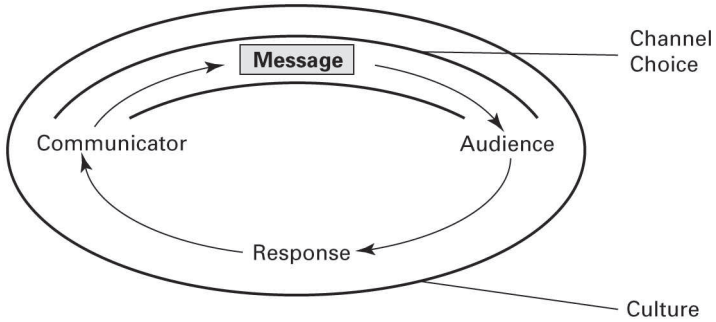 Message
Channel
Choice
Communicator
Audience
Response
Culture